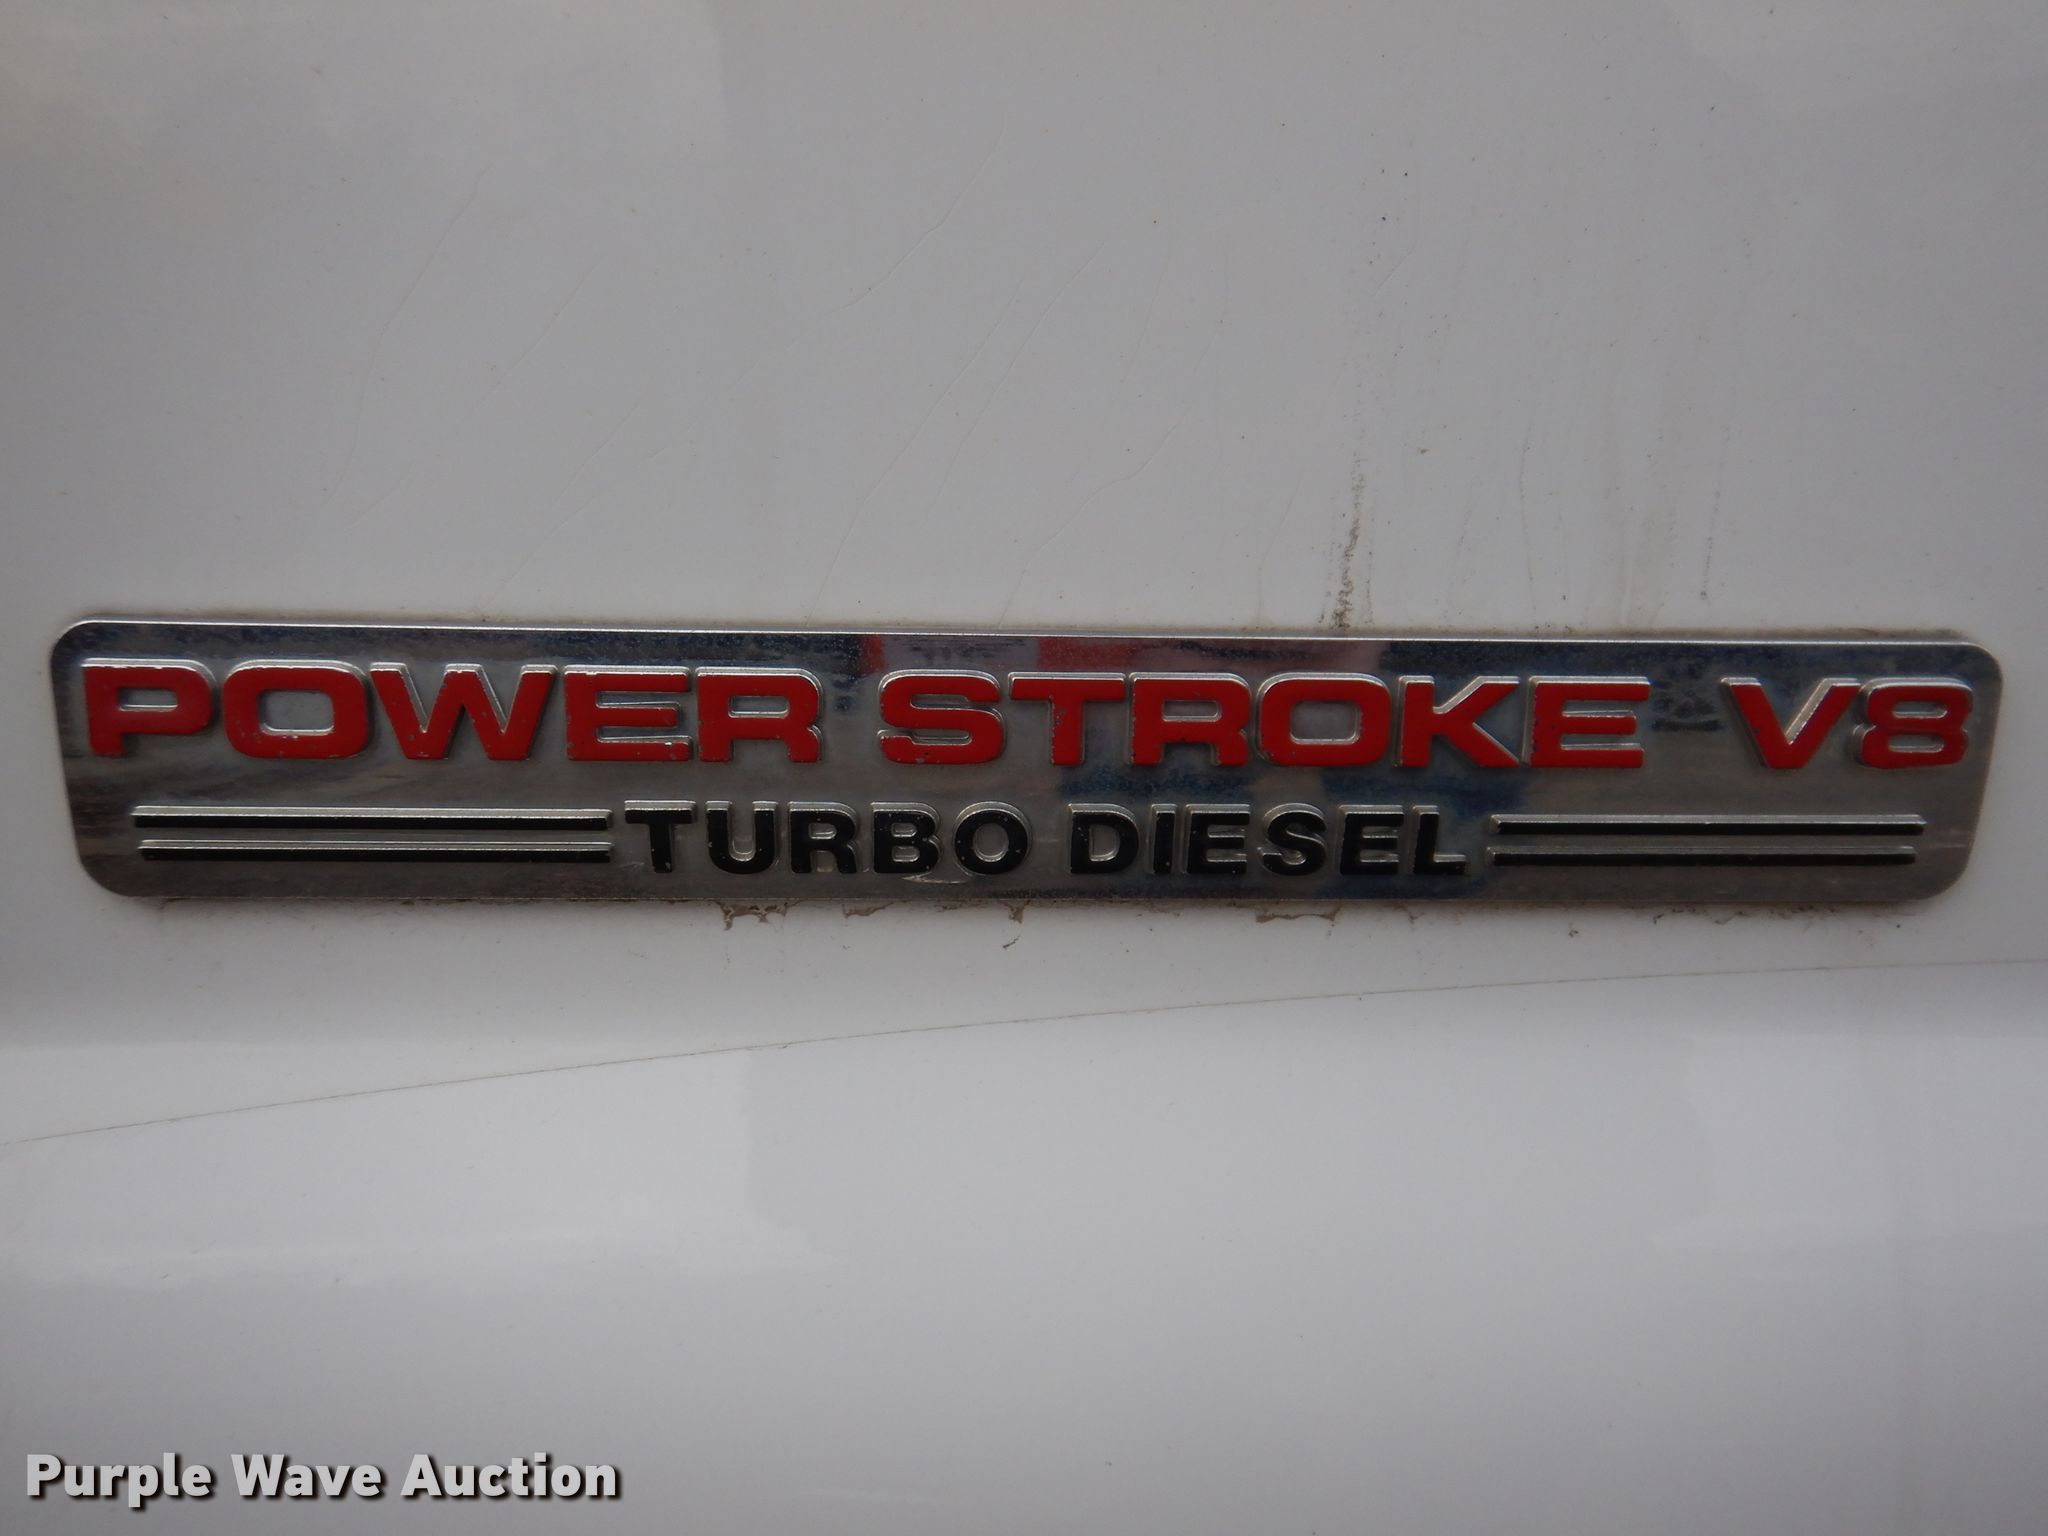 POWER STROKE V8
TURBO DIESEL
Purple Wave Auction